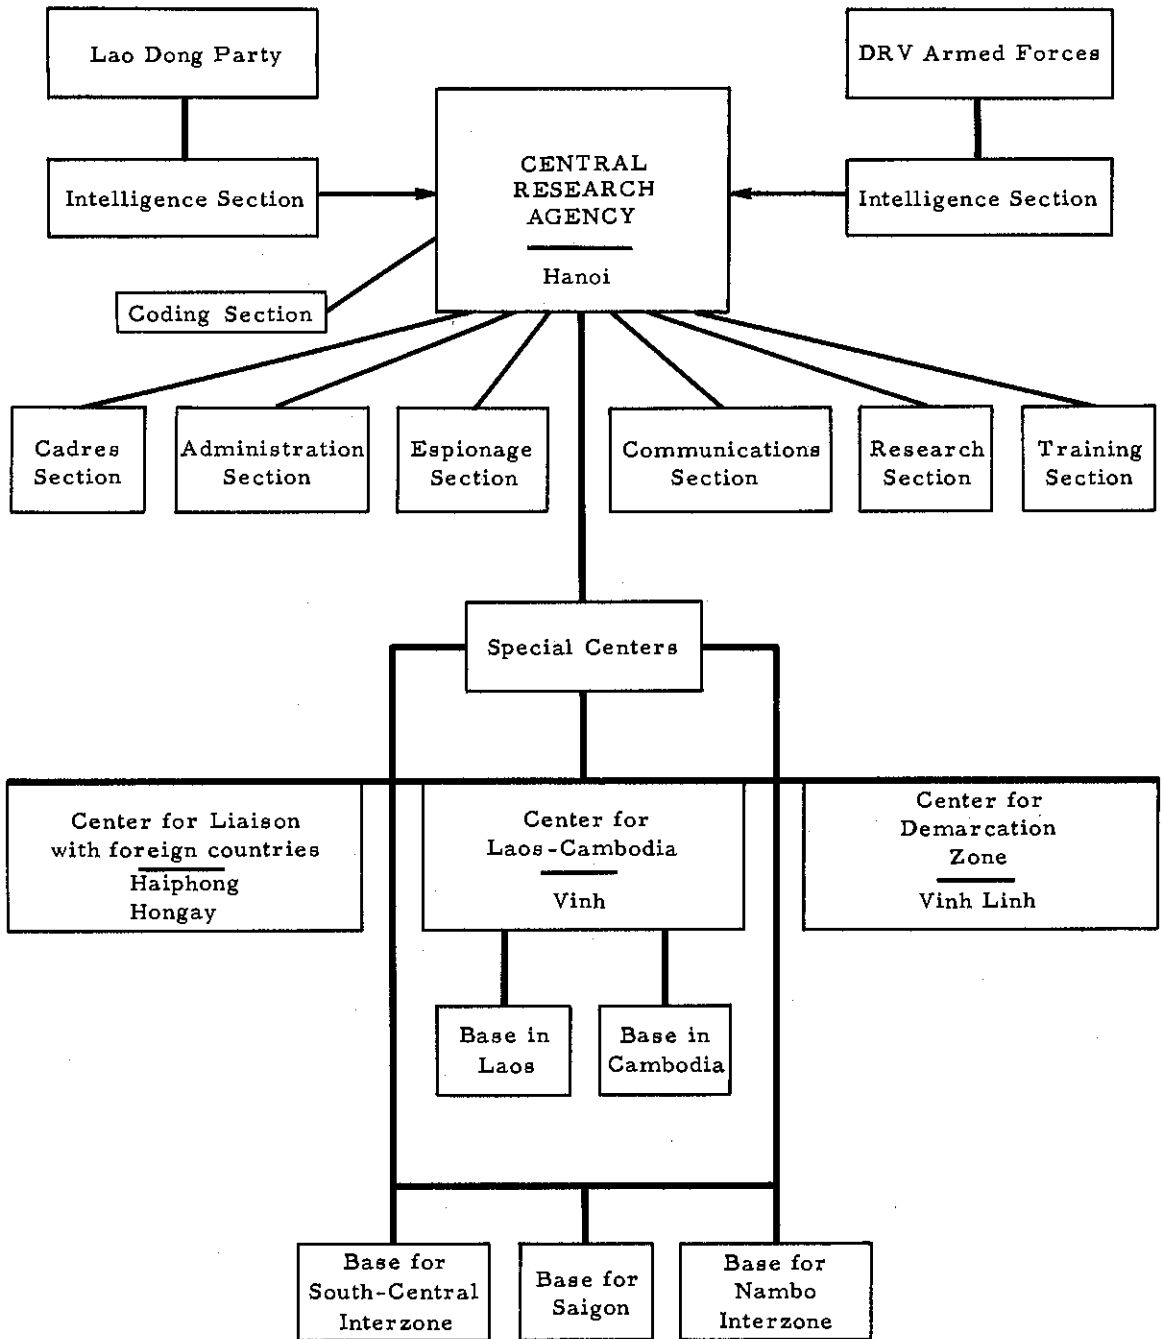 Lao Dong Party
DRV Armed Forces
CENTRAL
RESEARCH
AGENCY
Hanoi
Intelligence Section
Intelligence Section
Coding Section
Cadres
Section
Administration
Section
Espionage
Section
Communications
Section
Research
Section
Training
Section
Special Centers
Center for Liaison
with foreign countries
Haiphong
Hongay
Center for
Laos-Cambodia
Vinh
Center for
Demarcation
Zone
Vinh Linh
Base in
Laos
Base in
Cambodia
Base for
South-Central
Interzone
Base for
Saigon
Base for
Nambo
Interzone